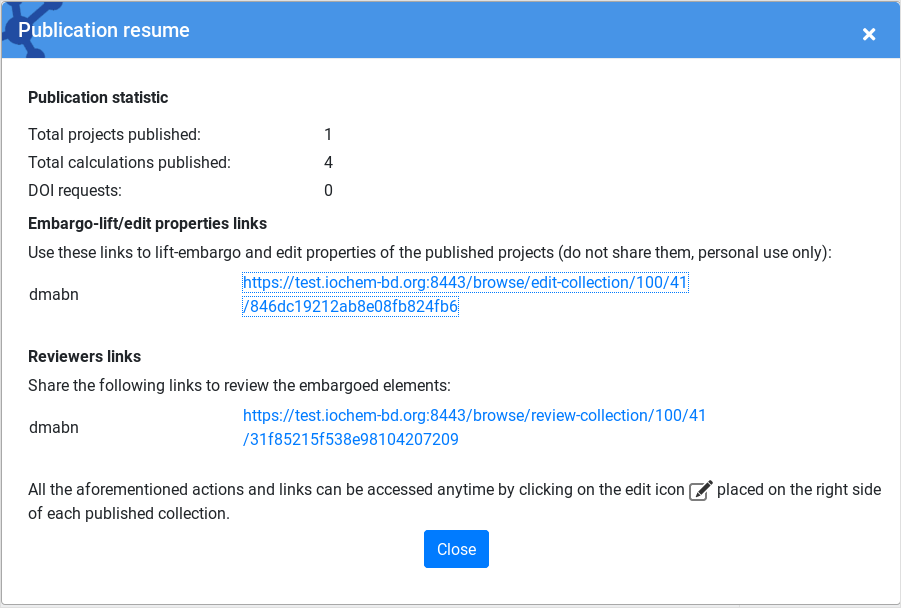 Publication resume
Publication statistic
Total projects published: 1
Total calculations published: 4
DOI requests: 0
Embargo-lift/edit properties links
Use these links to lift-embargo and edit properties of the published projects (do not share them, personal use only):
dmabn https://test.iochem-bd.org:8443/browse/edit-collection/100/41
/846dc19212ab8e08fb824fb6
Reviewers links
Share the following links to review the embargoed elements:
dmabn https://test.iochem-bd.org:8443/browse/review-collection/100/41
/31f85215f538e98104207209
All the aforementioned actions and links can be accessed anytime by clicking on the edit icon placed on the right side
of each published collection.
Close